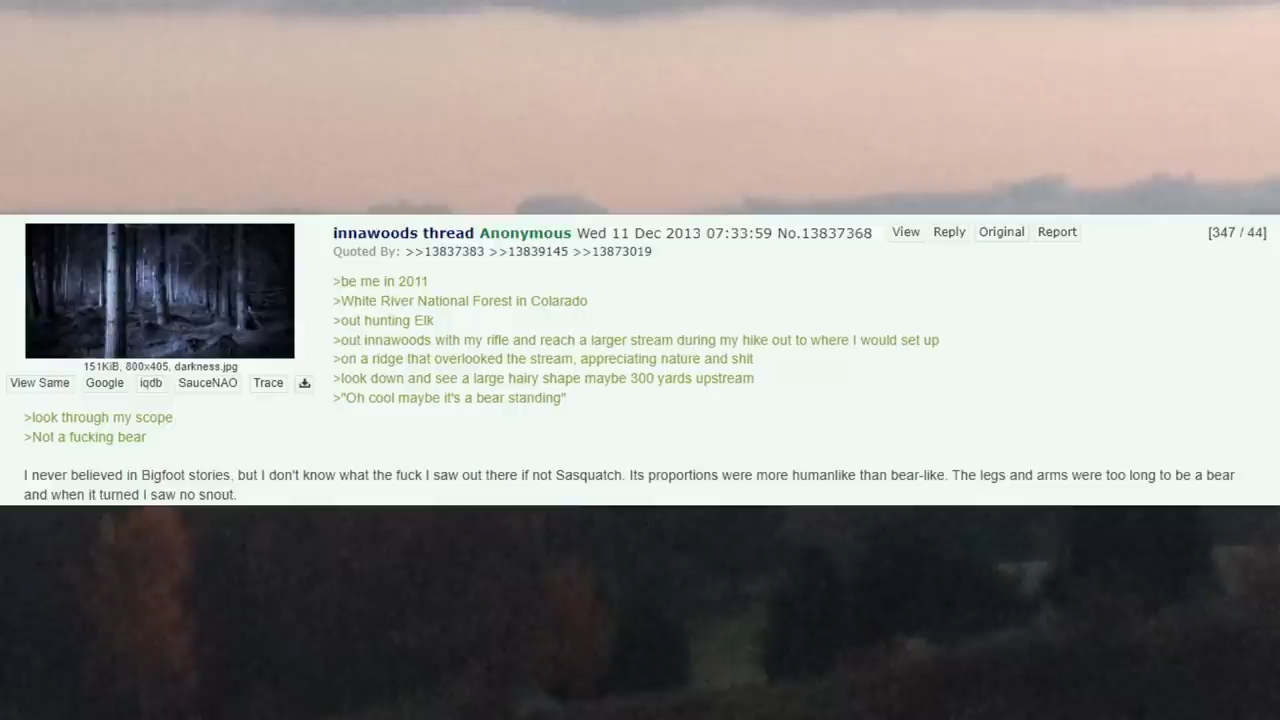 innawoods thread Anonymous Wed 11 Dec 2013 07:33:59 No.13837368 View Reply Original Report [347 / 44]
Quoted By: >>13837383 >>13839145 >>13873019
>be me in 2011
>White River National Forest in Colarado
>out hunting Elk
>out innawoods with my rifle and reach a larger stream during my hike out to where I would set up
>on a ridge that overlooked the stream, appreciating nature and shit
>look down and see a large hairy shape maybe 300 yards upstream
>"Oh cool maybe it's a bear standing"
151KiB, 800x405, darkness.jpg
View Same Google iqdb SauceNAO Trace
>look through my scope
>Not a fucking bear
I never believed in Bigfoot stories, but I don't know what the fuck I saw out there if not Sasquatch. Its proportions were more humanlike than bear-like. The legs and arms were too long to be a bear
and when it turned I saw no snout.